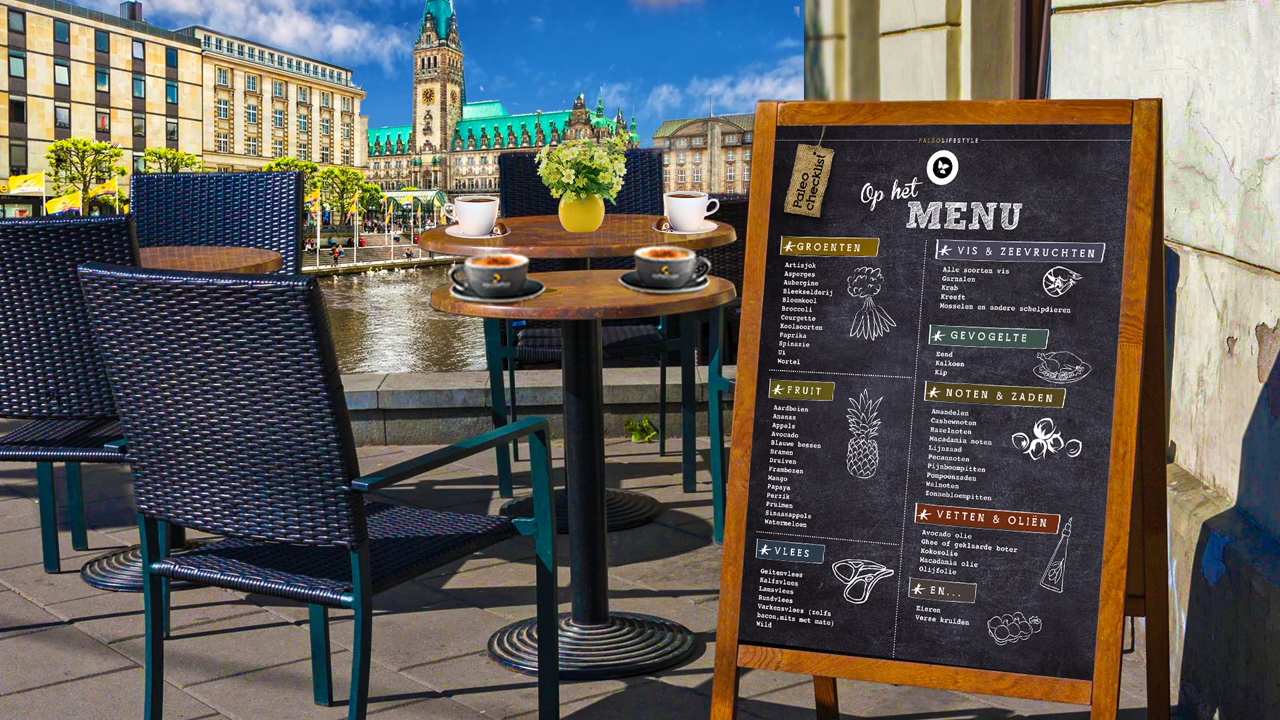 PALEOLIFESTYLE
Paleo
checklist
Op het
MENU
GROENTEN
Artisjok
Asperges
Aubergine
Bleekselderij
Bloemkool
Broccoli
Courgette
Koolsoorten
Paprika
Spinazie
Ui
Wortel
FRUIT
Aardbeien
Ananas
Appels
Avocado
Blauwe bessen
Bramen
Druiven
Frambozen
Mango
Papaya
Perzik
Pruimen
Sinaasappels
Watermeloen
VLEES
Geitenvlees
Kalfsvlees
Lamsvlees
Rundvlees
Varkensvlees (zelfs
bacon,mits met mate)
Wild
VIS & ZEEVRUCHTEN
Alle soorten vis
Garnalen
Krab
Kreeft
Mosselen en andere schelpdieren
GEVOGELTE
Eend
Kalkoen
Kip
NOTEN & ZADEN
Amandelen
Cashewnoten
Hazelnoten
Macadamia noten
Lijnzaad
Pecannoten
Pijnboompitten
Pompoenzaden
Walnoten
Zonnebloempitten
VETTEN & OLIËN
Avocado olie
Ghee of geklaarde boter
Kokosolie
Macadamia olie
Olijfolie
EN...
Eieren
Verse kruiden